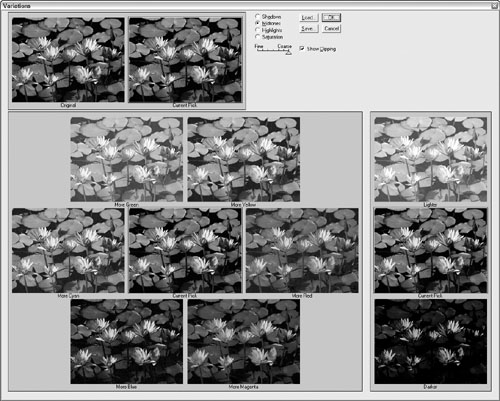 Variations
Original
Current Pick
Shadows
Midtones
Highlights
Saturation
Fine
Coarse
Load...
OK
Save...
Cancel
Show Clipping
More Green
More Yellow
Lighter
More Cyan
Current Pick
More Red
Current Pick
More Blue
More Magenta
Darker